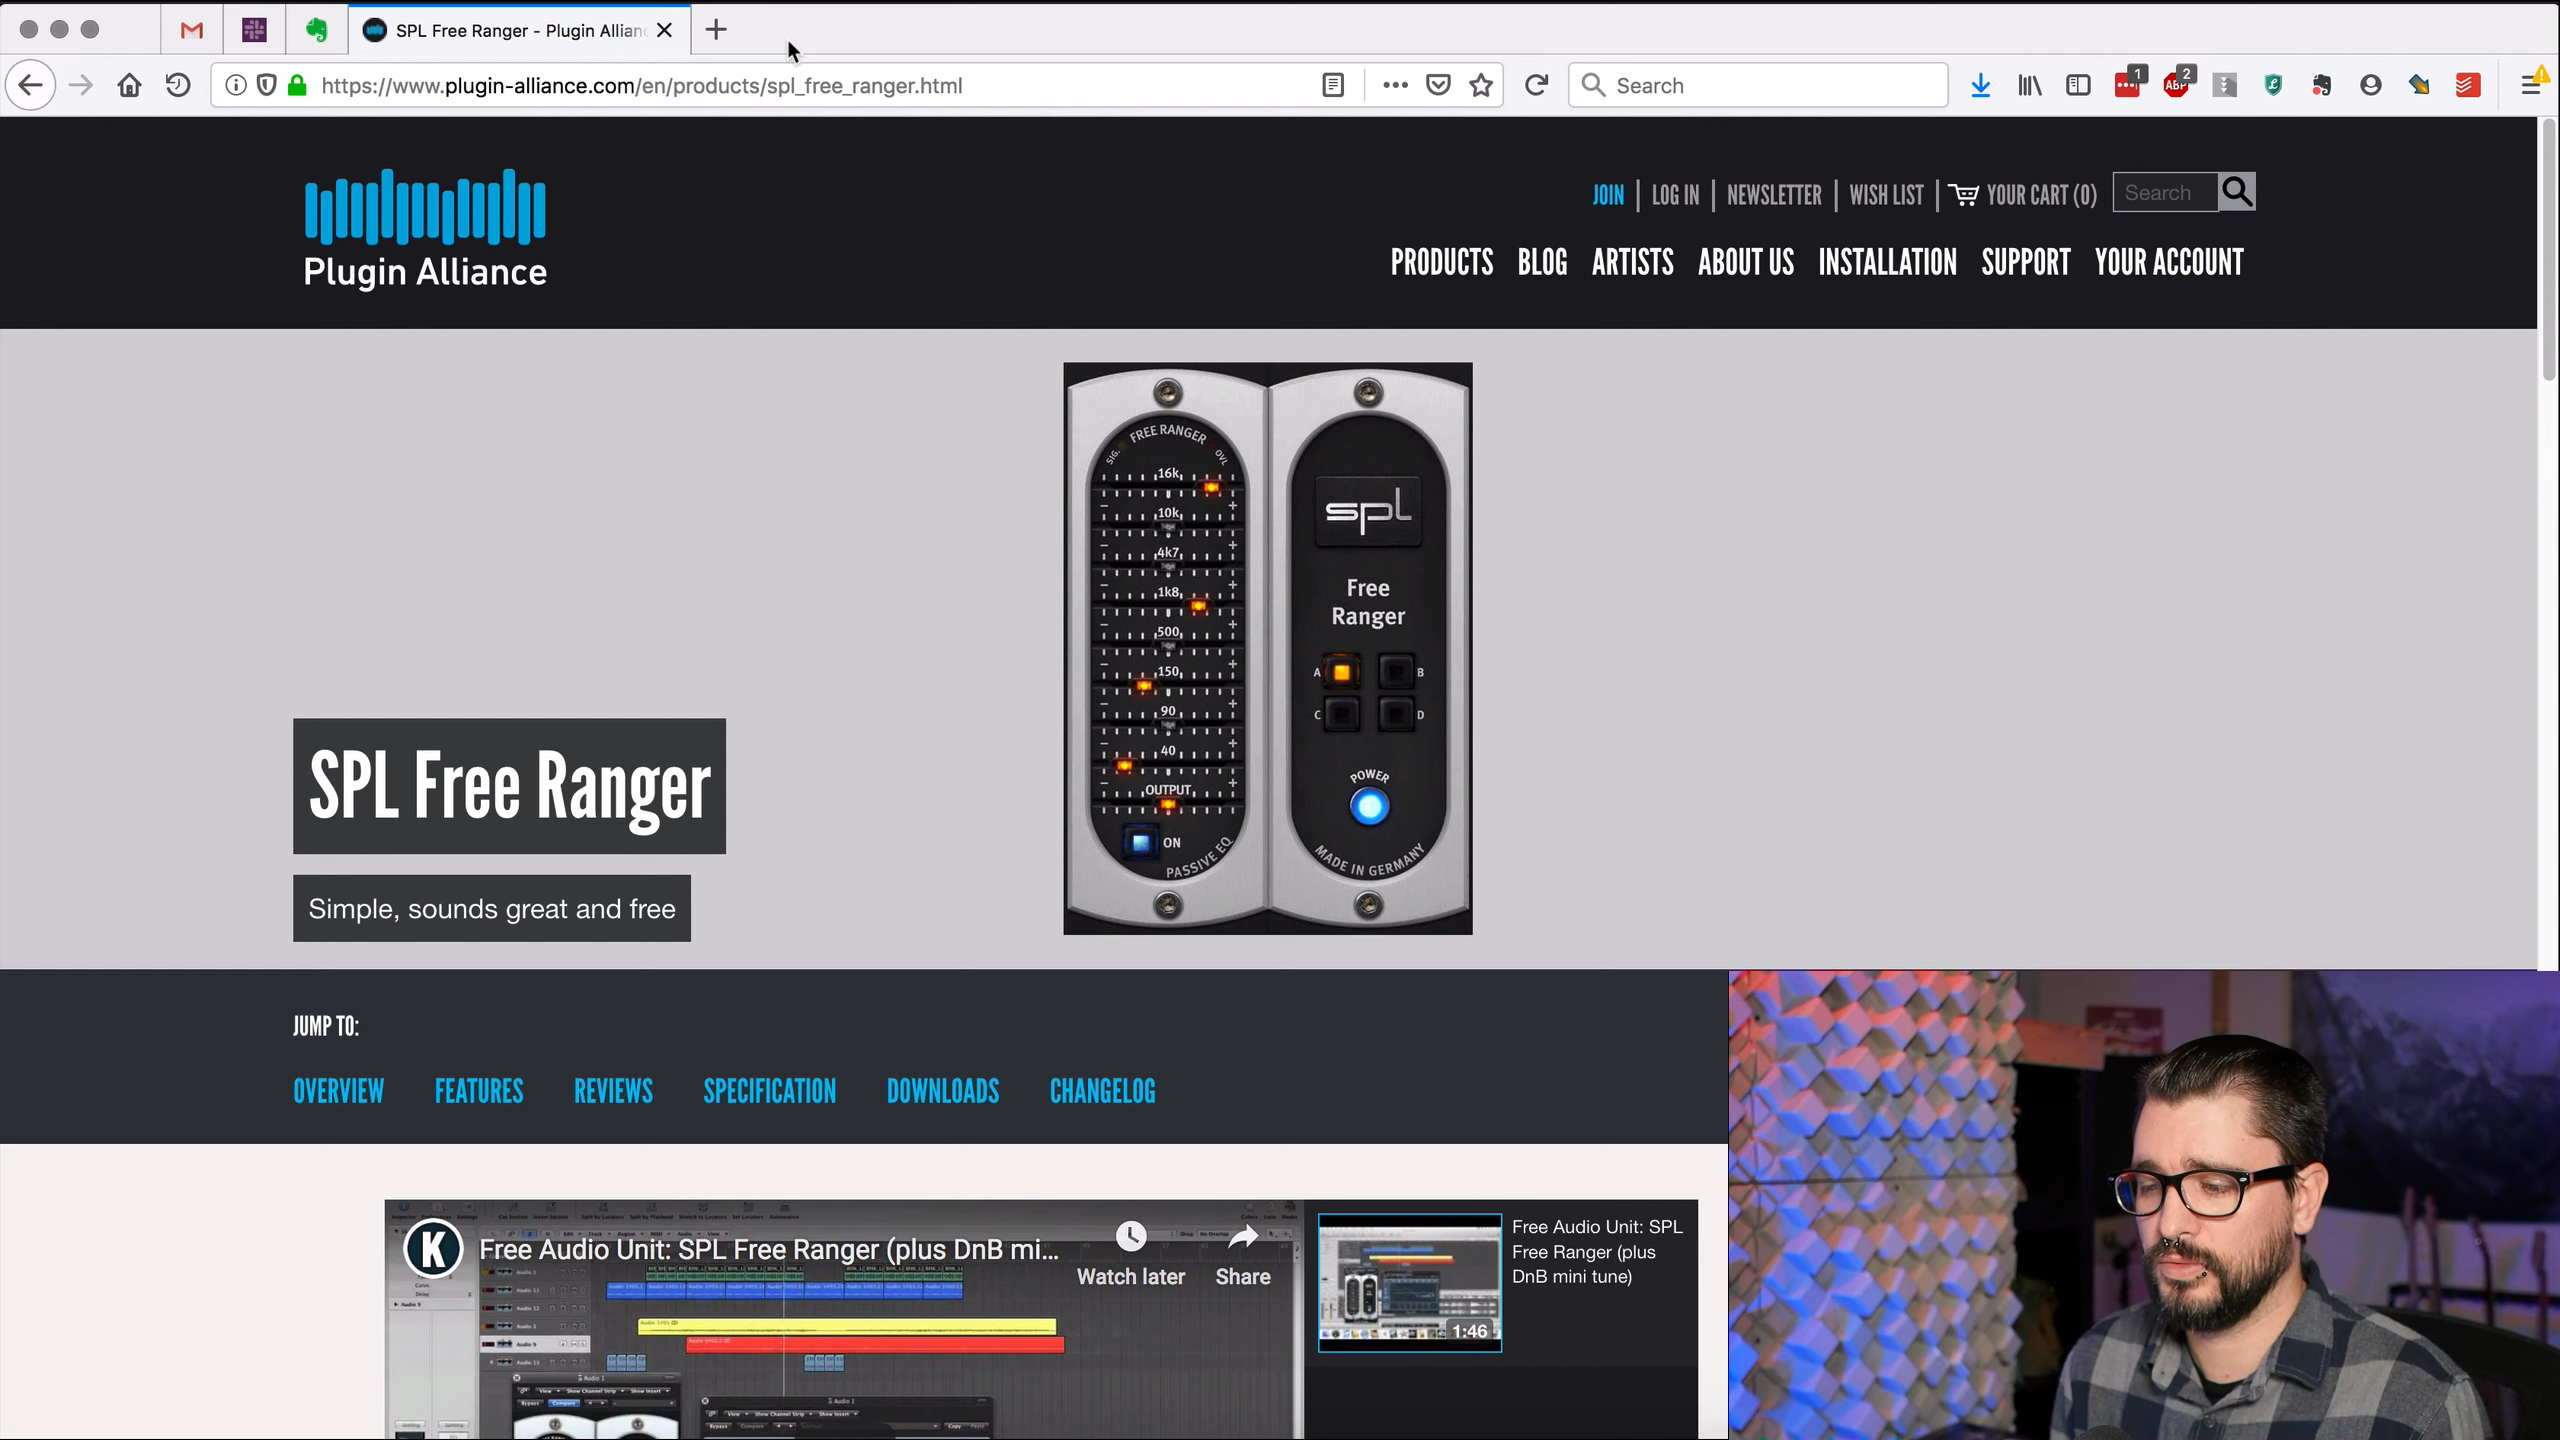 SPL Free Ranger - Plugin Allian
https://www.plugin-alliance.com/en/products/spl_free_ranger.html
Search
1
ABP
2
JOIN
LOG IN
NEWSLETTER
WISH LIST
YOUR CART (0)
Search
Plugin Alliance
PRODUCTS
BLOG
ARTISTS
ABOUT US
INSTALLATION
SUPPORT
YOUR ACCOUNT
FREE RANGER
SIG.
OVL
16k
10k
4k7
1k8
500
150
90
40
OUTPUT
ON
PASSIVE EQ
spl
Free
Ranger
A
B
C
D
POWER
MADE IN GERMANY
SPL Free Ranger
Simple, sounds great and free
JUMP TO:
OVERVIEW
FEATURES
REVIEWS
SPECIFICATION
DOWNLOADS
CHANGELOG
K
Free Audio Unit: SPL Free Ranger (plus DnB mi...
Watch later
Share
Free Audio Unit: SPL
Free Ranger (plus
DnB mini tune)
1:46